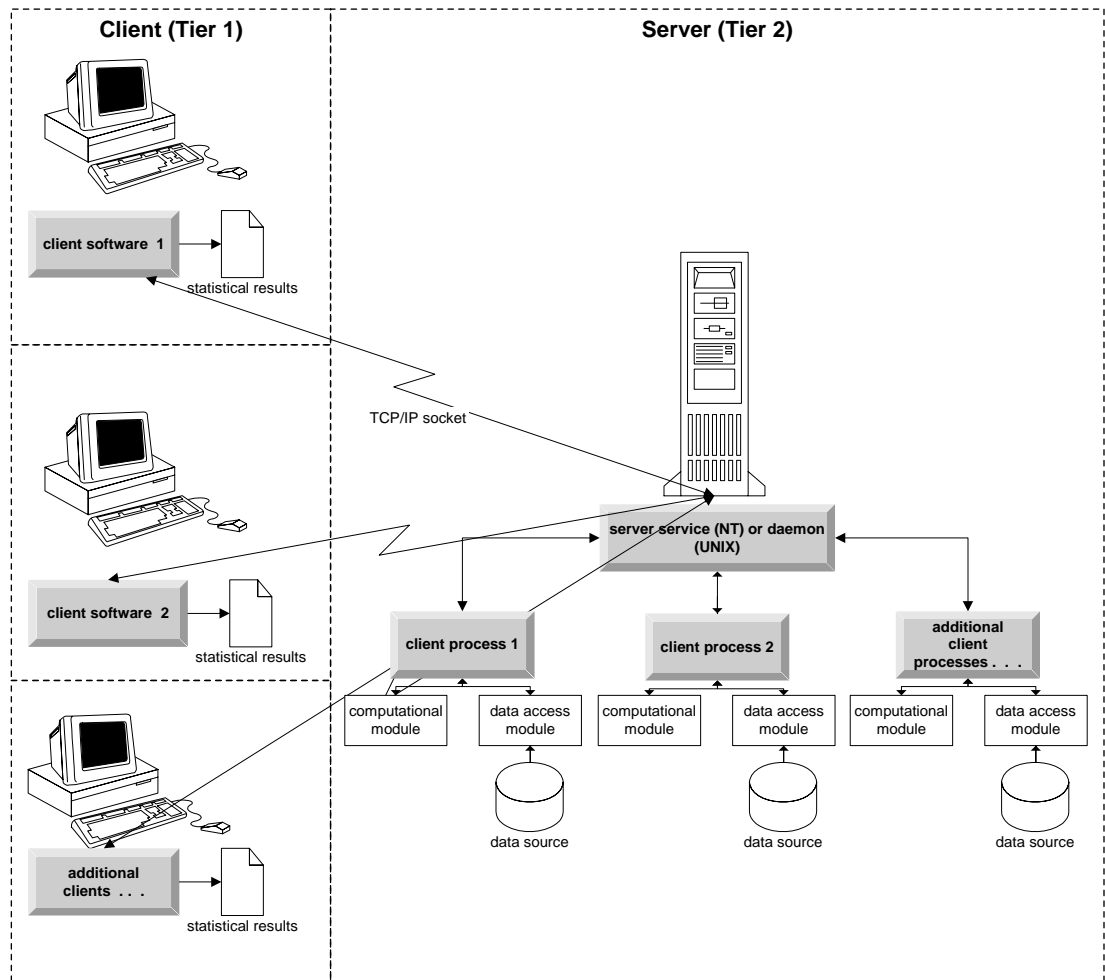 Client (Tier 1)
Server (Tier 2)
client software 1
statistical results
TCP/IP socket
server service (NT) or daemon
(UNIX)
client software 2
statistical results
client process 1
client process 2
additional
client
processes . . .
computational
module
data access
module
computational
module
data access
module
computational
module
data access
module
data source
data source
data source
additional
clients . . .
statistical results